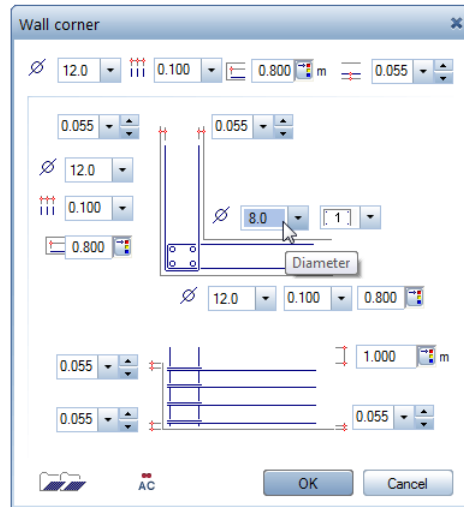 Wall corner
Ø 12.0 0.100 0.800 m 0.055
0.055 0.055
Ø 12.0
0.100
Ø 8.0 1
0.800
Diameter
Ø 12.0 0.100 0.800
1.000 m
0.055
0.055 0.055
AC OK Cancel